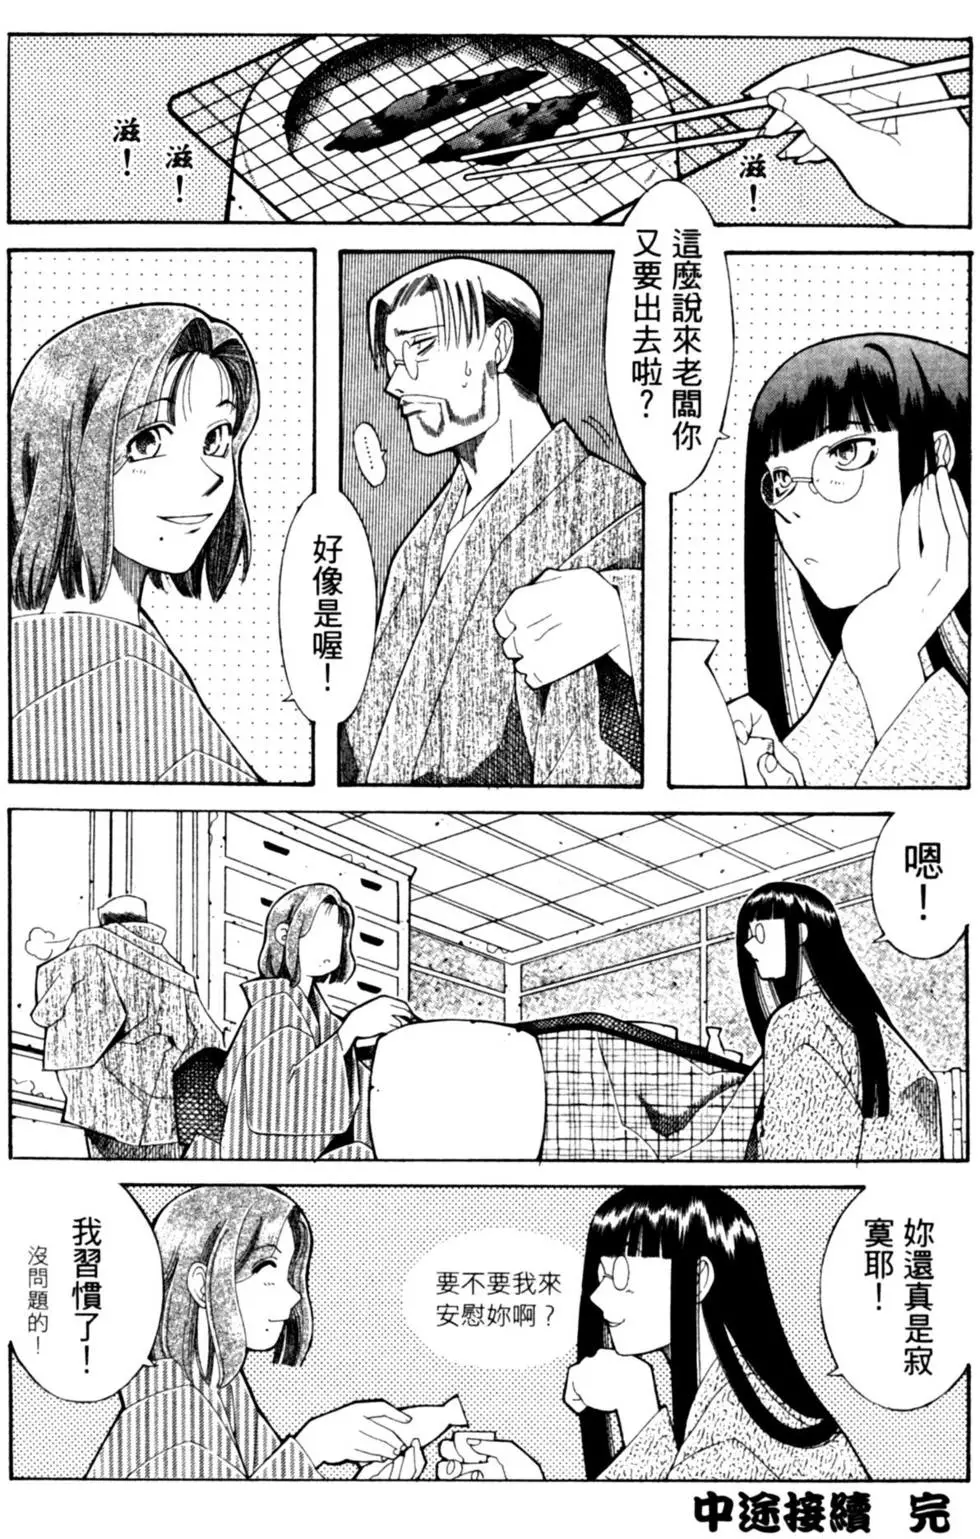 滋！
滋！
滋！
這麼說來老闆你
又要出去啦？
⋯⋯
好像是喔！
嗯！
妳還真是寂
寞耶！
要不要我來
安慰妳啊？
我習慣了！
沒問題的！
中途接續　完